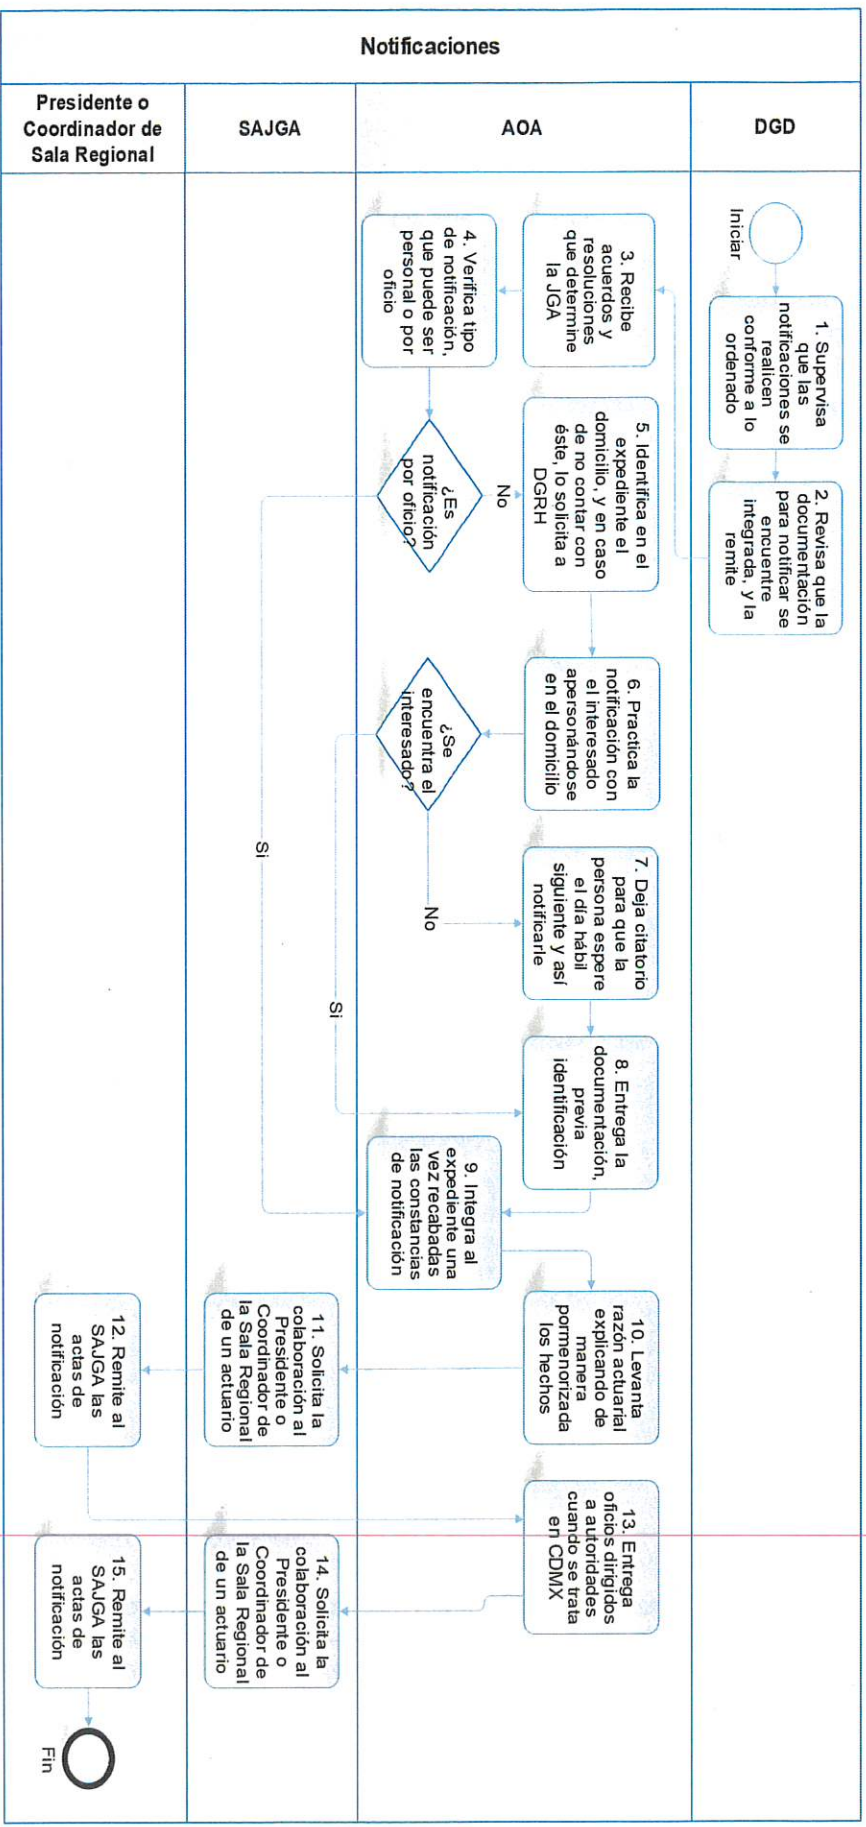 Notificaciones
Presidente o
Coordinador de
Sala Regional
SAJGA
AOA
DGD
Iniciar
1. Supervisa
que las
notificaciones se
realicen
conforme a lo
ordenado
2. Revisa que la
documentación
para notificar se
encuentre
integrada, y la
remite
3. Recibe
acuerdos y
resoluciones
que determine
la JGA
4. Verifica tipo
de notificación,
que puede ser
personal o por
oficio
¿Es
notificación
por oficio?
No
Si
5. Identifica en el
expediente el
domicilio, y en caso
de no contar con
éste, lo solicita a
DGRH
6. Practica la
notificación con
el interesado
apersonándose
en el domicilio
¿Se
encuentra el
interesado?
No
Si
7. Deja citatorio
para que la
persona espere
el día hábil
siguiente y así
notificarle
8. Entrega la
documentación,
previa
identificación
9. Integra al
expediente una
vez recabadas
las constancias
de notificación
10. Levanta
razón actuarial
explicando de
manera
pormenorizada
los hechos
11. Solicita la
colaboración al
Presidente o
Coordinador de
la Sala Regional
de un actuario
12. Remite al
SAJGA las
actas de
notificación
13. Entrega
oficios dirigidos
a autoridades
cuando se trata
en CDMX
14. Solicita la
colaboración al
Presidente o
Coordinador de
la Sala Regional
de un actuario
15. Remite al
SAJGA las
actas de
notificación
Fin